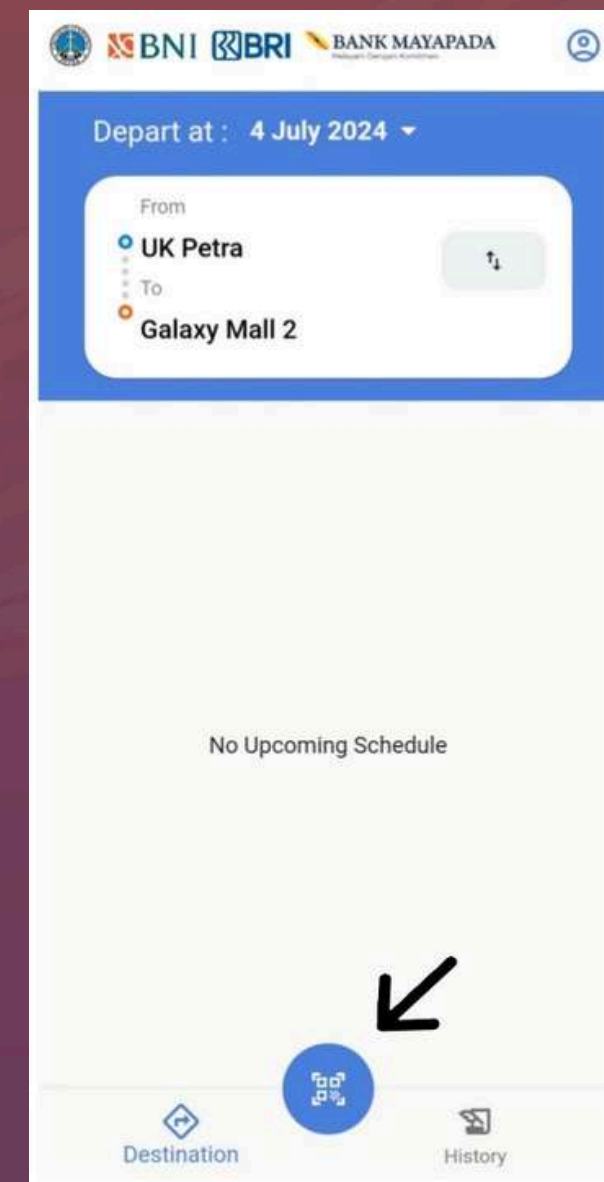 BNI BRI BANK MAYAPADA
Depart at : 4 July 2024
From
UK Petra
To
Galaxy Mall 2
No Upcoming Schedule
Destination
History